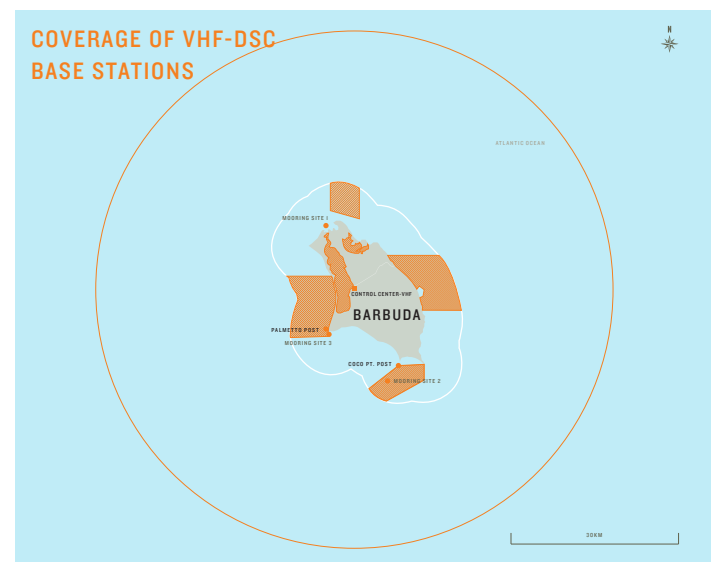 COVERAGE OF VHF-DSC
BASE STATIONS
N
ATLANTIC OCEAN
MOORING SITE 1
CONTROL CENTER-VHF
BARBUDA
PALMETTO POST
MOORING SITE 3
COCO PT. POST
MOORING SITE 2
30KM